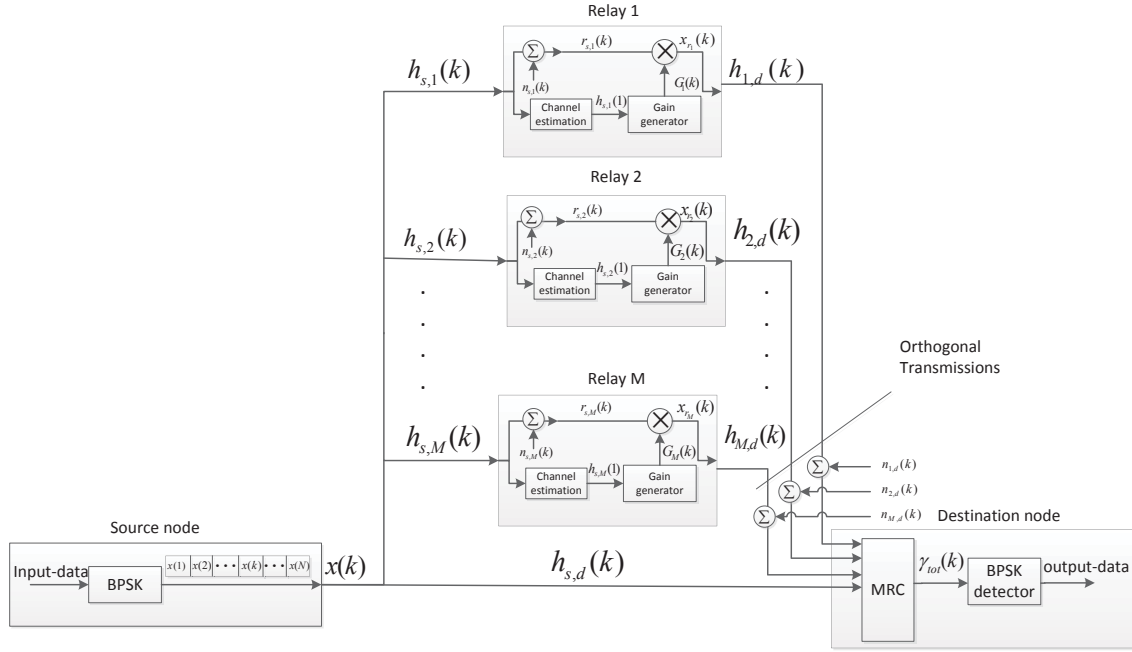 Relay 1
h_{s,1}(k)
Σ
r_{s,1}(k)
×
x_{r_1}(k)
n_{s,1}(k)
G_1(k)
h_{1,d}(k)
Channel
estimation
h_{s,1}(1)
Gain
generator
Relay 2
h_{s,2}(k)
Σ
r_{s,2}(k)
×
x_{r_2}(k)
n_{s,2}(k)
G_2(k)
h_{2,d}(k)
Channel
estimation
h_{s,2}(1)
Gain
generator
Orthogonal
Transmissions
Relay M
h_{s,M}(k)
Σ
r_{s,M}(k)
×
x_{r_M}(k)
n_{s,M}(k)
G_M(k)
h_{M,d}(k)
Channel
estimation
h_{s,M}(1)
Gain
generator
Σ
n_{1,d}(k)
Σ
n_{2,d}(k)
Σ
n_{M,d}(k)
Source node
Input-data
BPSK
x(1) x(2) ••• x(k) ••• x(N)
x(k)
h_{s,d}(k)
Destination node
MRC
γ_{tot}(k)
BPSK
detector
output-data